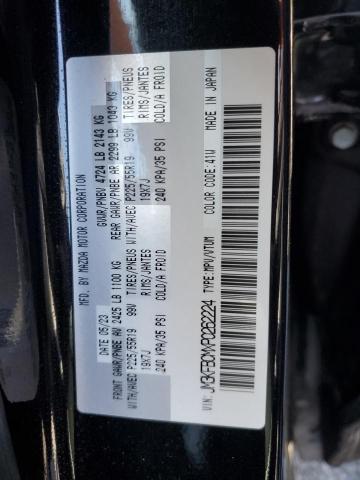 MFD. BY MAZDA MOTOR CORPORATION
DATE 05/23 GVWR/PNBV 4724 LB 2143 KG
FRONT GAWR/PNBE AV 2425 LB 1100 KG REAR GAWR/PNBE AR 2299 LB 1043 KG
WITH/AVEC P225/55R19 99V TIRES/PNEUS WITH/AVEC P225/55R19 99V TIRES/PNEUS
19X7J RIMS/JANTES 19X7J RIMS/JANTES
240 KPA/35 PSI COLD/A FROID 240 KPA/35 PSI COLD/A FROID
VIN: TYPE:MPV/VTUM COLOR CODE:41W MADE IN JAPAN